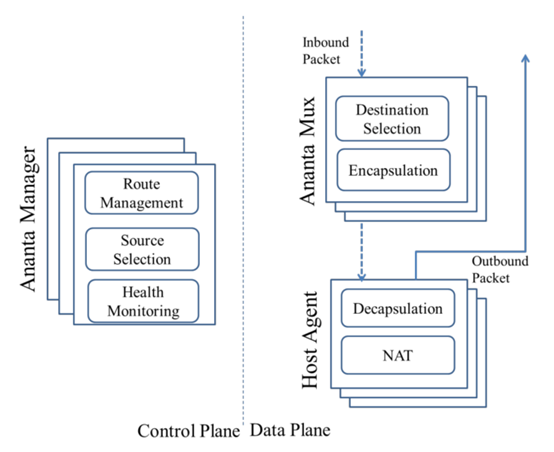 Ananta Manager
Route
Management
Source
Selection
Health
Monitoring
Control Plane
Inbound
Packet
Ananta Mux
Destination
Selection
Encapsulation
Outbound
Packet
Host Agent
Decapsulation
NAT
Data Plane